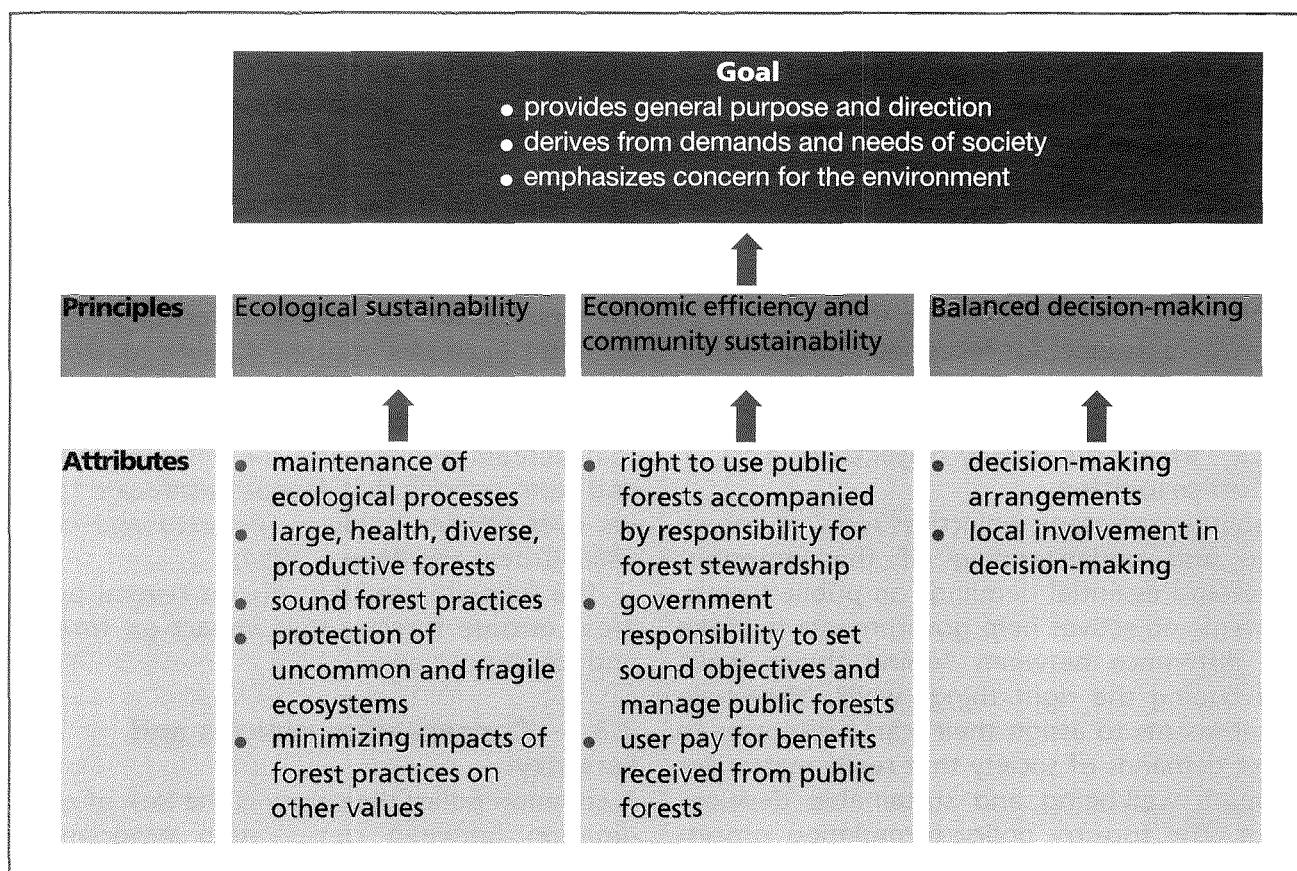 Goal
● provides general purpose and direction
● derives from demands and needs of society
● emphasizes concern for the environment
Principles
Ecological sustainability
Economic efficiency and
community sustainability
Balanced decision-making
Attributes
● maintenance of
ecological processes
● large, health, diverse,
productive forests
● sound forest practices
● protection of
uncommon and fragile
ecosystems
● minimizing impacts of
forest practices on
other values
● right to use public
forests accompanied
by responsibility for
forest stewardship
● government
responsibility to set
sound objectives and
manage public forests
● user pay for benefits
received from public
forests
● decision-making
arrangements
● local involvement in
decision-making